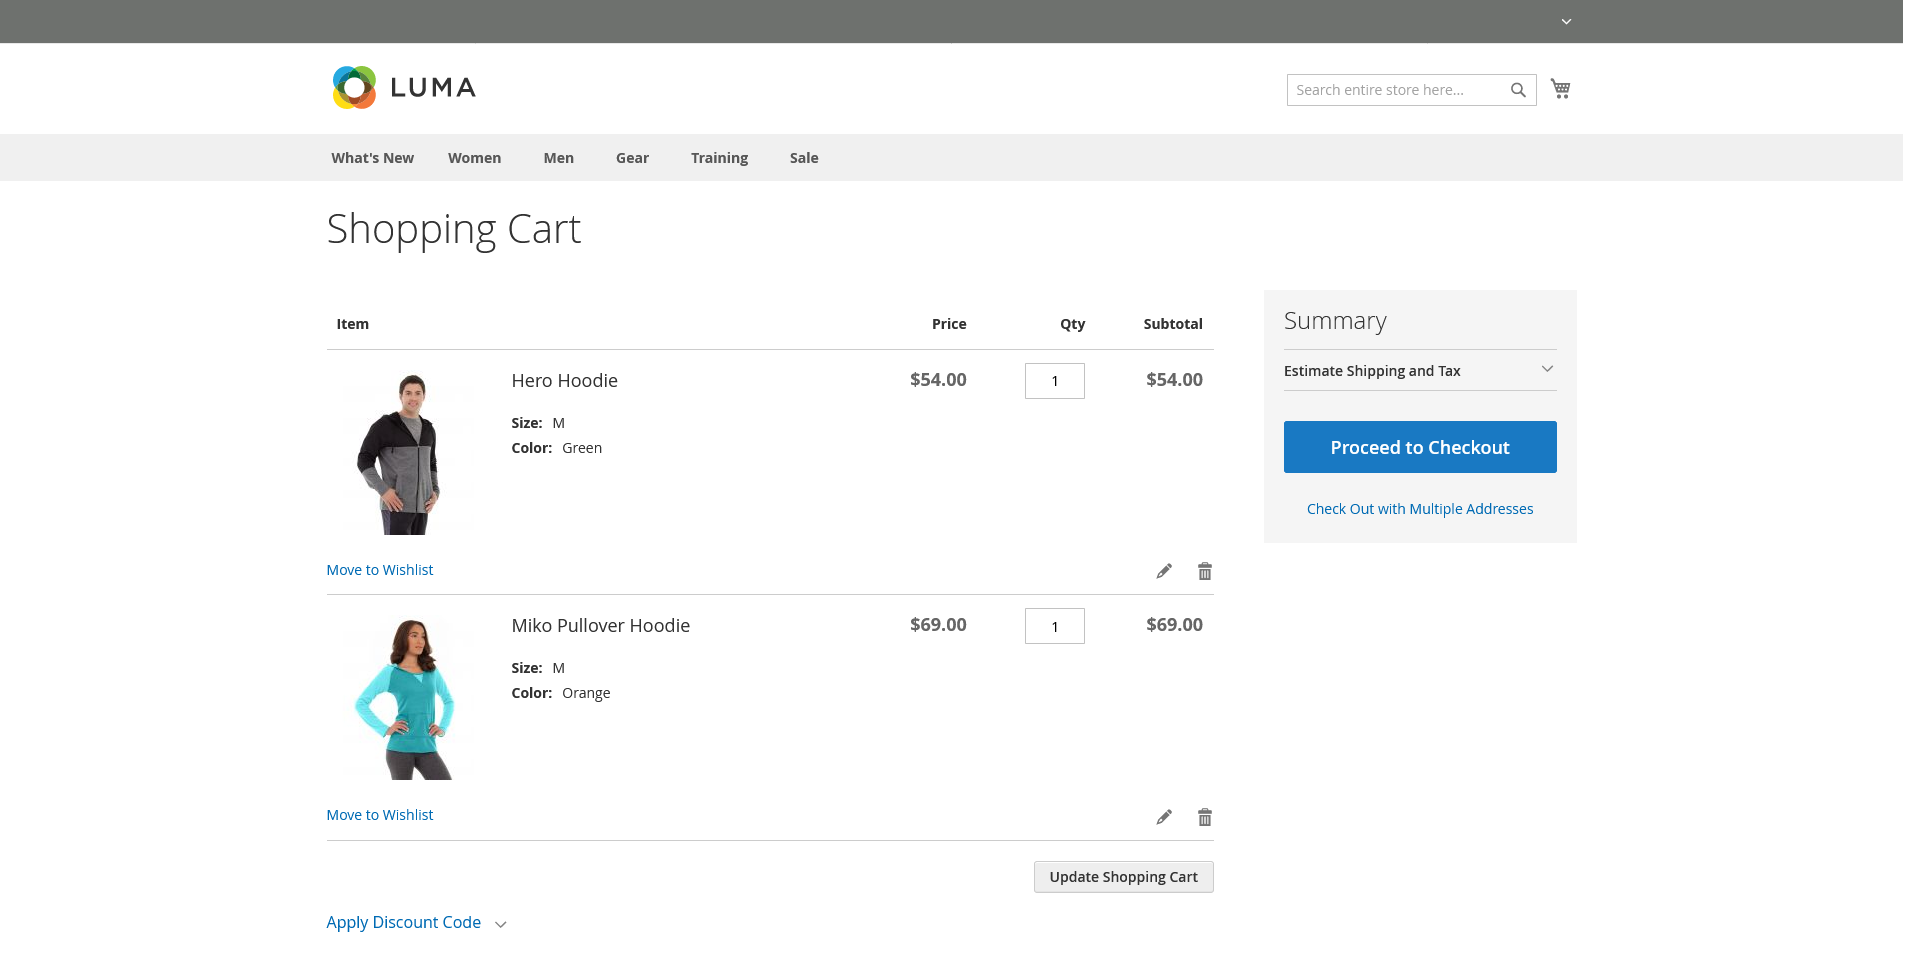 LUMA
Search entire store here...
What's New Women Men Gear Training Sale
Shopping Cart
Item Price Qty Subtotal
Hero Hoodie $54.00 1 $54.00
Size: M
Color: Green
Move to Wishlist
Miko Pullover Hoodie $69.00 1 $69.00
Size: M
Color: Orange
Move to Wishlist
Update Shopping Cart
Apply Discount Code
Summary
Estimate Shipping and Tax
Proceed to Checkout
Check Out with Multiple Addresses